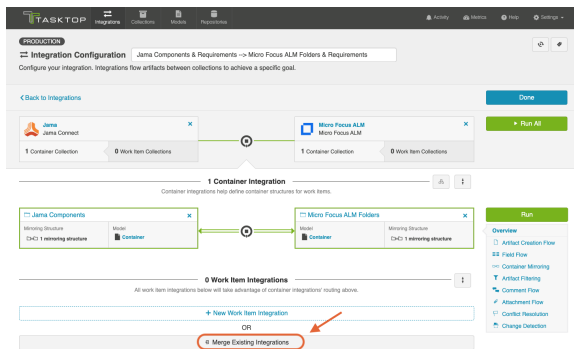 TASKTOP
Integrations
Collections
Models
Repositories
Activity
Metrics
Help
Settings
PRODUCTION
Integration Configuration
Jama Components & Requirements --> Micro Focus ALM Folders & Requirements
Configure your integration. Integrations flow artifacts between collections to achieve a specific goal.
Back to Integrations
Done
Jama
Jama Connect
Micro Focus ALM
Micro Focus ALM
Run All
1 Container Collection
0 Work Item Collections
1 Container Collection
0 Work Item Collections
1 Container Integration
Container integrations help define container structures for work items.
Jama Components
Micro Focus ALM Folders
Run
Mirroring Structure
Model
Model
Mirroring Structure
1 mirroring structure
Container
Container
1 mirroring structure
Overview
Artifact Creation Flow
Field Flow
Container Mirroring
Artifact Filtering
Comment Flow
Attachment Flow
Conflict Resolution
Change Detection
0 Work Item Integrations
All work item integrations below will take advantage of container integrations' routing above.
+ New Work Item Integration
OR
Merge Existing Integrations